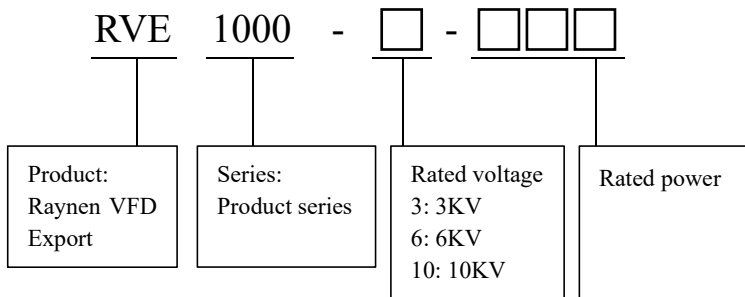 RVE 1000 - □ - □□□
Product:
Raynen VFD
Export
Series:
Product series
Rated voltage
3: 3KV
6: 6KV
10: 10KV
Rated power